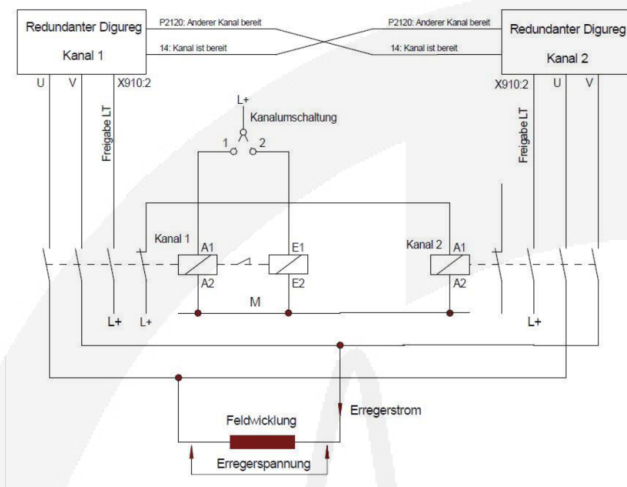 Redundanter Digureg
Kanal 1
P2120: Anderer Kanal bereit
14: Kanal ist bereit
P2120: Anderer Kanal bereit
14: Kanal ist bereit
Redundanter Digureg
Kanal 2
U
V
X910:2
X910:2
U
V
Freigabe LT
Freigabe LT
L+
Kanalumschaltung
1
2
Kanal 1
A1
A2
E1
E2
Kanal 2
A1
A2
M
L+
L+
L+
Erregerstrom
Feldwicklung
Erregerspannung